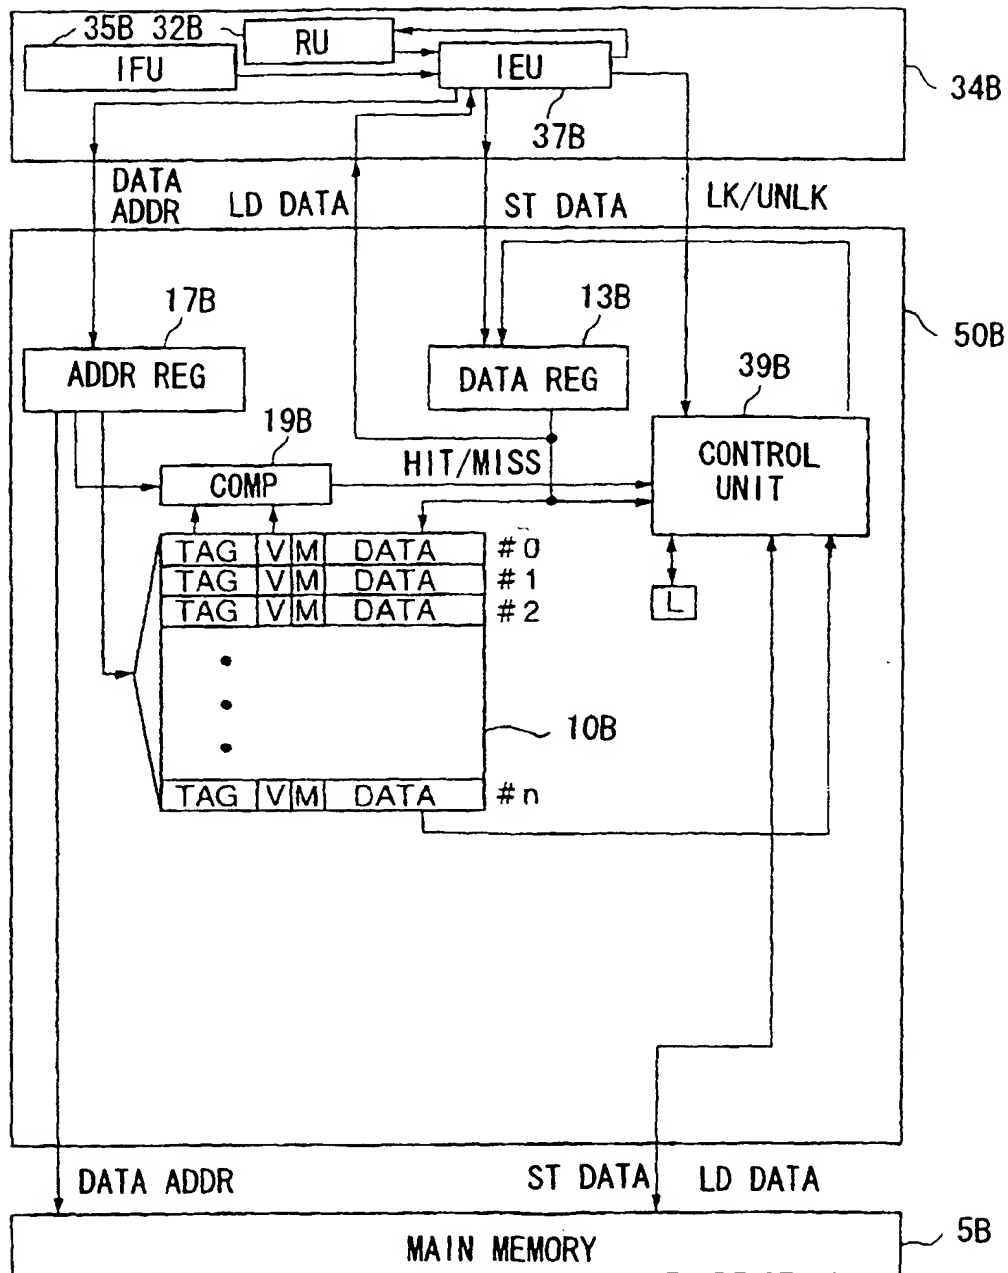 35B 32B
RU
IFU
IEU
34B
37B
DATA
ADDR
LD DATA
ST DATA
LK/UNLK
17B
13B
50B
ADDR REG
DATA REG
39B
19B
HIT/MISS
CONTROL
UNIT
COMP
TAG V M DATA #0
TAG V M DATA #1
TAG V M DATA #2
L
10B
TAG V M DATA #n
DATA ADDR
ST DATA
LD DATA
MAIN MEMORY
5B